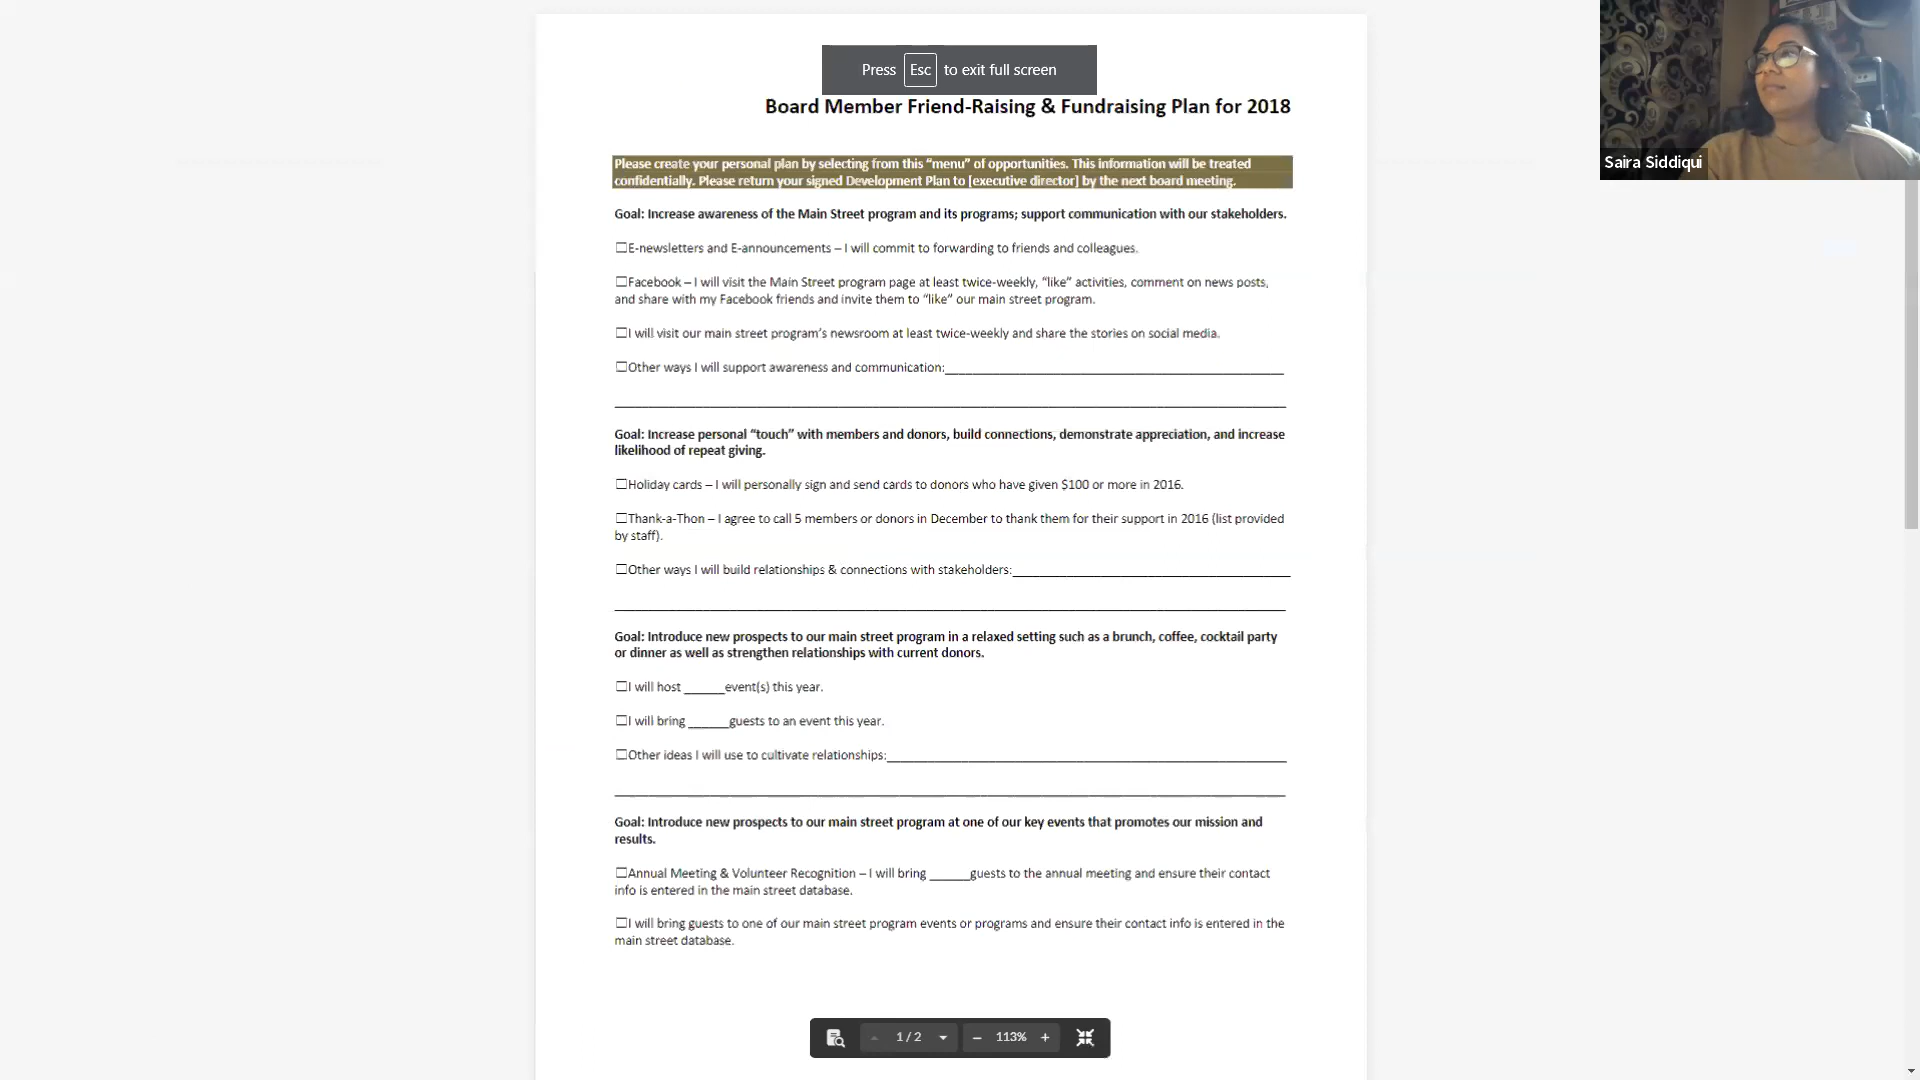 Press Esc to exit full screen
Saira Siddiqui
Board Member Friend-Raising & Fundraising Plan for 2018
Please create your personal plan by selecting from this “menu” of opportunities. This information will be treated
confidentially. Please return your signed Development Plan to [executive director] by the next board meeting.
Goal: Increase awareness of the Main Street program and its programs; support communication with our stakeholders.
☐E-newsletters and E-announcements – I will commit to forwarding to friends and colleagues.
☐Facebook – I will visit the Main Street program page at least twice-weekly, “like” activities, comment on news posts,
and share with my Facebook friends and invite them to “like” our main street program.
☐I will visit our main street program’s newsroom at least twice-weekly and share the stories on social media.
☐Other ways I will support awareness and communication:
Goal: Increase personal “touch” with members and donors, build connections, demonstrate appreciation, and increase
likelihood of repeat giving.
☐Holiday cards – I will personally sign and send cards to donors who have given $100 or more in 2016.
☐Thank-a-Thon – I agree to call 5 members or donors in December to thank them for their support in 2016 (list provided
by staff).
☐Other ways I will build relationships & connections with stakeholders:
Goal: Introduce new prospects to our main street program in a relaxed setting such as a brunch, coffee, cocktail party
or dinner as well as strengthen relationships with current donors.
☐I will host ______event(s) this year.
☐I will bring ______guests to an event this year.
☐Other ideas I will use to cultivate relationships:
Goal: Introduce new prospects to our main street program at one of our key events that promotes our mission and
results.
☐Annual Meeting & Volunteer Recognition – I will bring ______guests to the annual meeting and ensure their contact
info is entered in the main street database.
☐I will bring guests to one of our main street program events or programs and ensure their contact info is entered in the
main street database.
1 / 2
113%